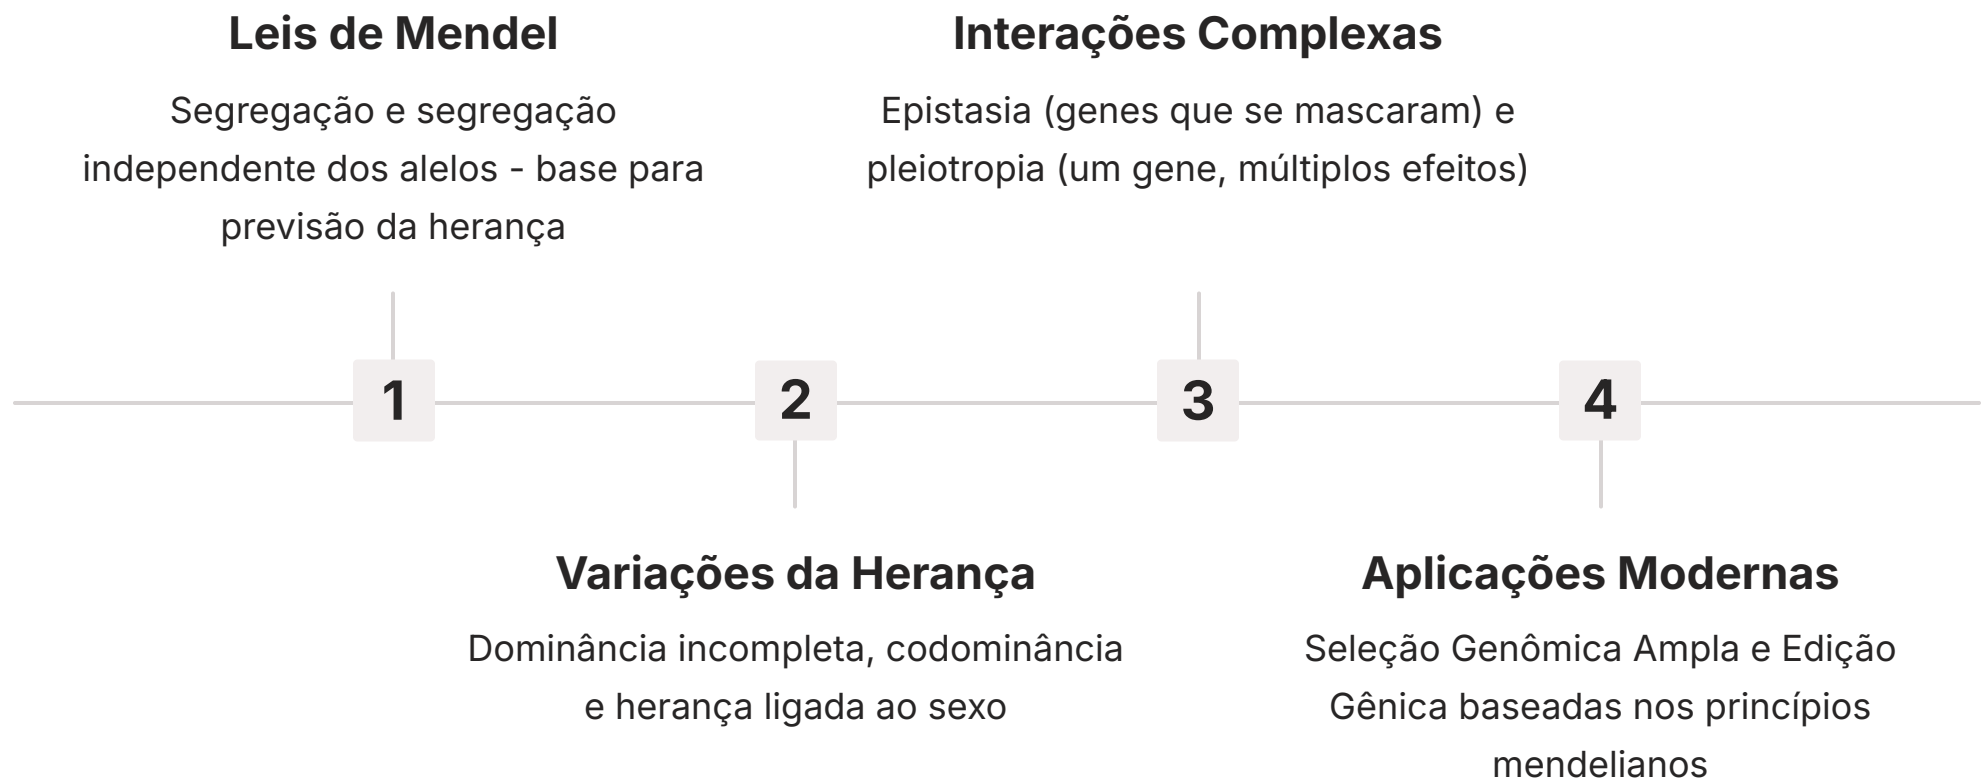 Leis de Mendel
Segregação e segregação
independente dos alelos - base para
previsão da herança
Interações Complexas
Epistasia (genes que se mascaram) e
pleiotropia (um gene, múltiplos efeitos)
1
2
3
4
Variações da Herança
Dominância incompleta, codominância
e herança ligada ao sexo
Aplicações Modernas
Seleção Genômica Ampla e Edição
Gênica baseadas nos princípios
mendelianos